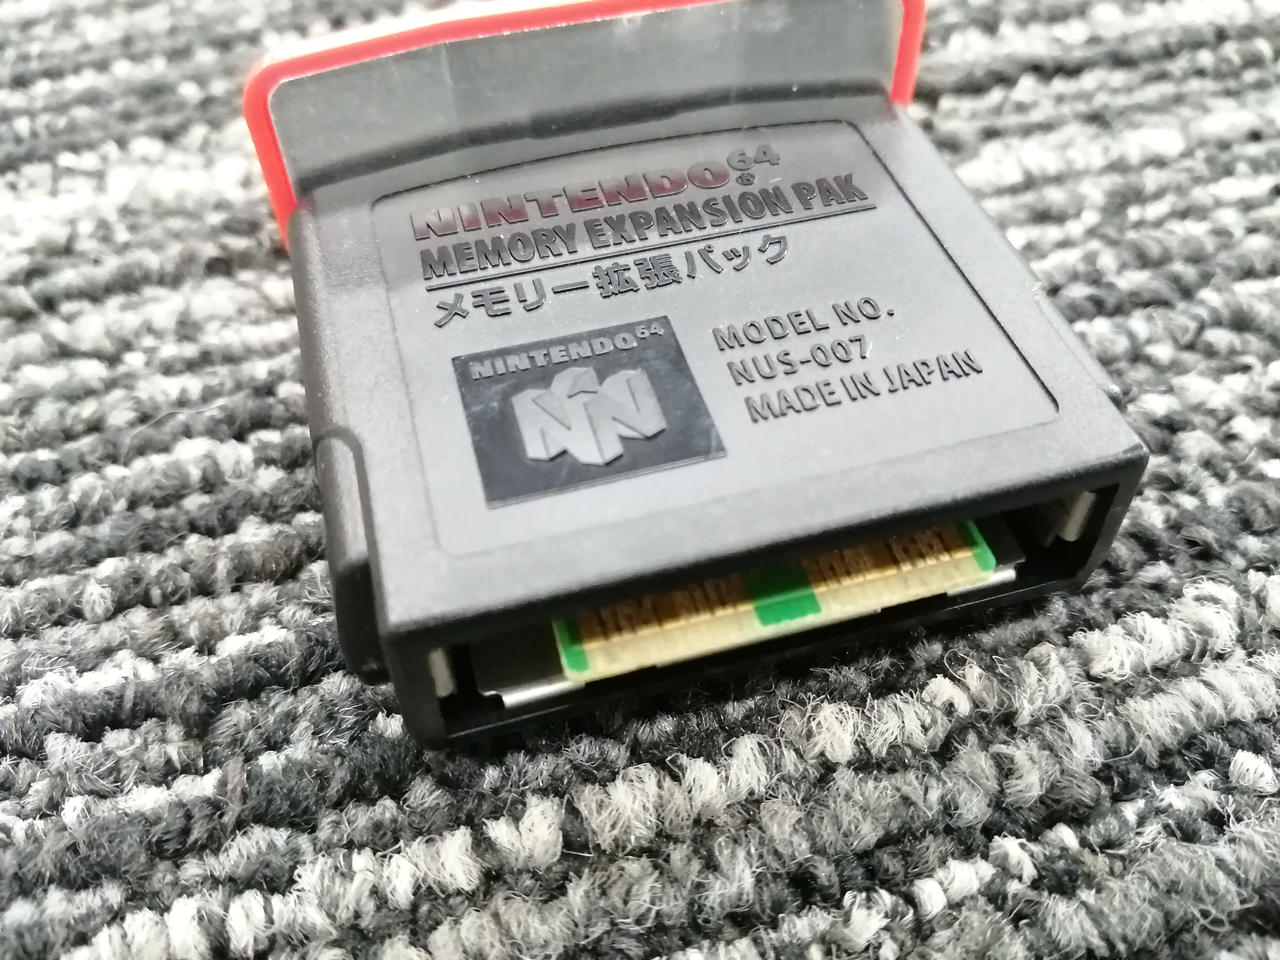 NINTENDO64®
MEMORY EXPANSION PAK
メモリー拡張パック
NINTENDO64
MODEL NO.
NUS-007
MADE IN JAPAN